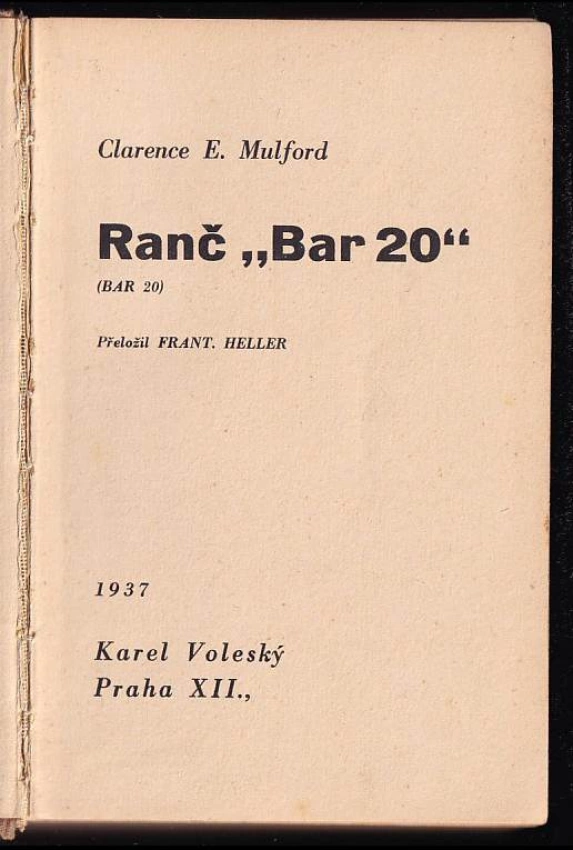 Clarence E. Mulford
Ranč „Bar 20“
(BAR 20)
Přeložil FRANT. HELLER
1937
Karel Voleský
Praha XII.,